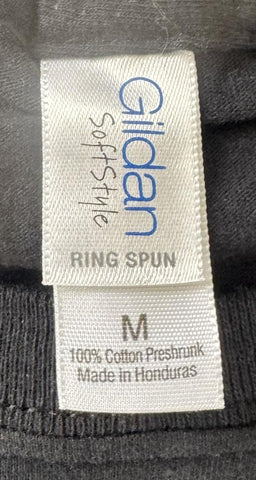 Gildan
SoftStyle
RING SPUN
M
100% Cotton Preshrunk
Made in Honduras